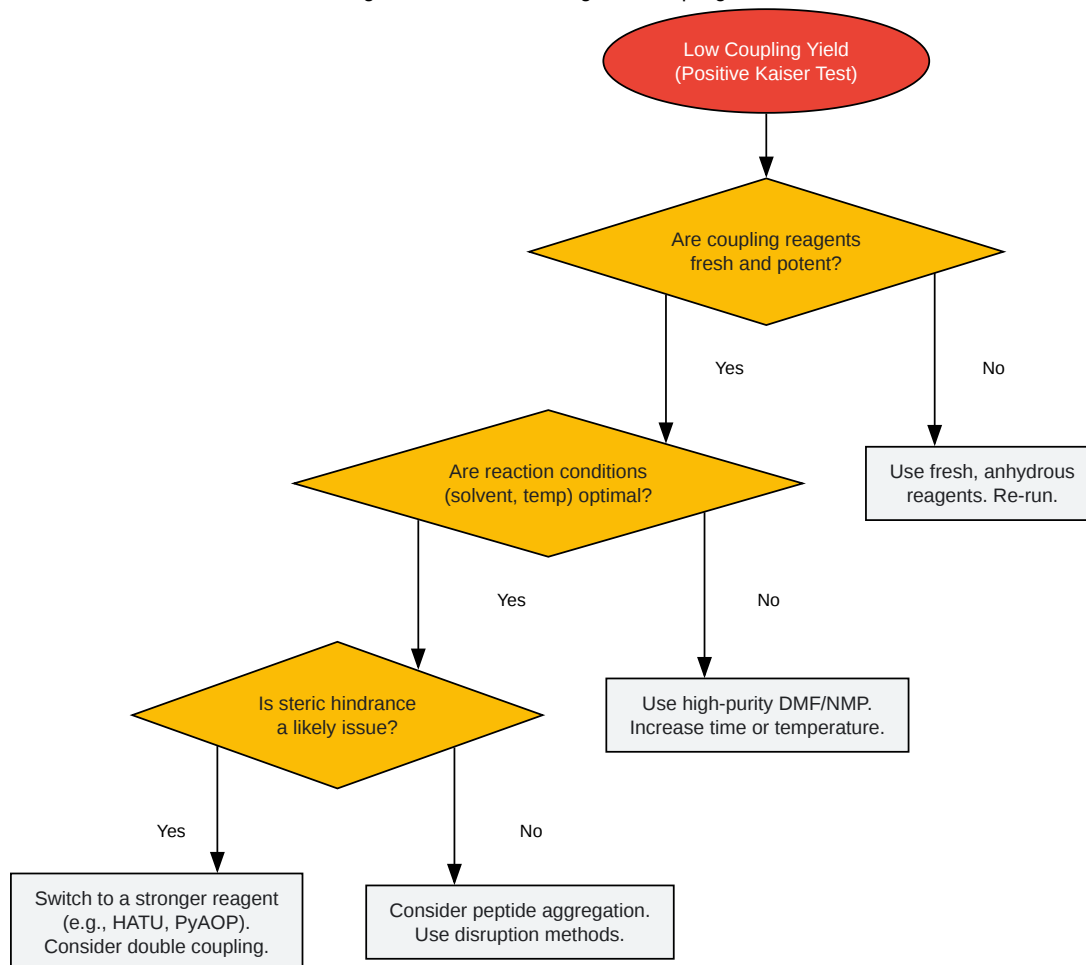 Low Coupling Yield
(Positive Kaiser Test)
Are coupling reagents
fresh and potent?
Yes
No
Are reaction conditions
(solvent, temp) optimal?
Use fresh, anhydrous
reagents. Re-run.
Yes
No
Is steric hindrance
a likely issue?
Use high-purity DMF/NMP.
Increase time or temperature.
Yes
No
Switch to a stronger reagent
(e.g., HATU, PyAOP).
Consider double coupling.
Consider peptide aggregation.
Use disruption methods.